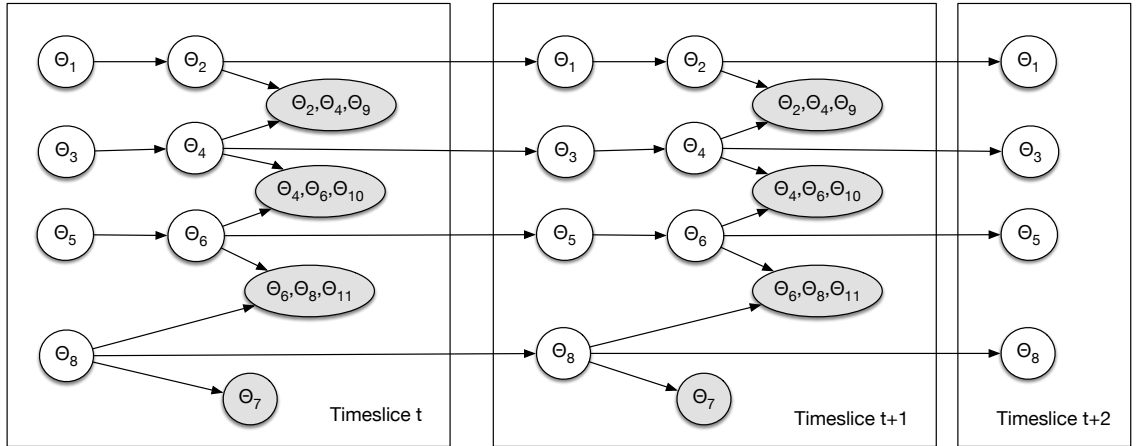 Θ₁ Θ₂ Θ₁ Θ₂ Θ₁
Θ₂,Θ₄,Θ₉ Θ₂,Θ₄,Θ₉
Θ₃ Θ₄ Θ₃ Θ₄ Θ₃
Θ₄,Θ₆,Θ₁₀ Θ₄,Θ₆,Θ₁₀
Θ₅ Θ₆ Θ₅ Θ₆ Θ₅
Θ₆,Θ₈,Θ₁₁ Θ₆,Θ₈,Θ₁₁
Θ₈ Θ₈ Θ₈
Θ₇ Θ₇
Timeslice t Timeslice t+1 Timeslice t+2